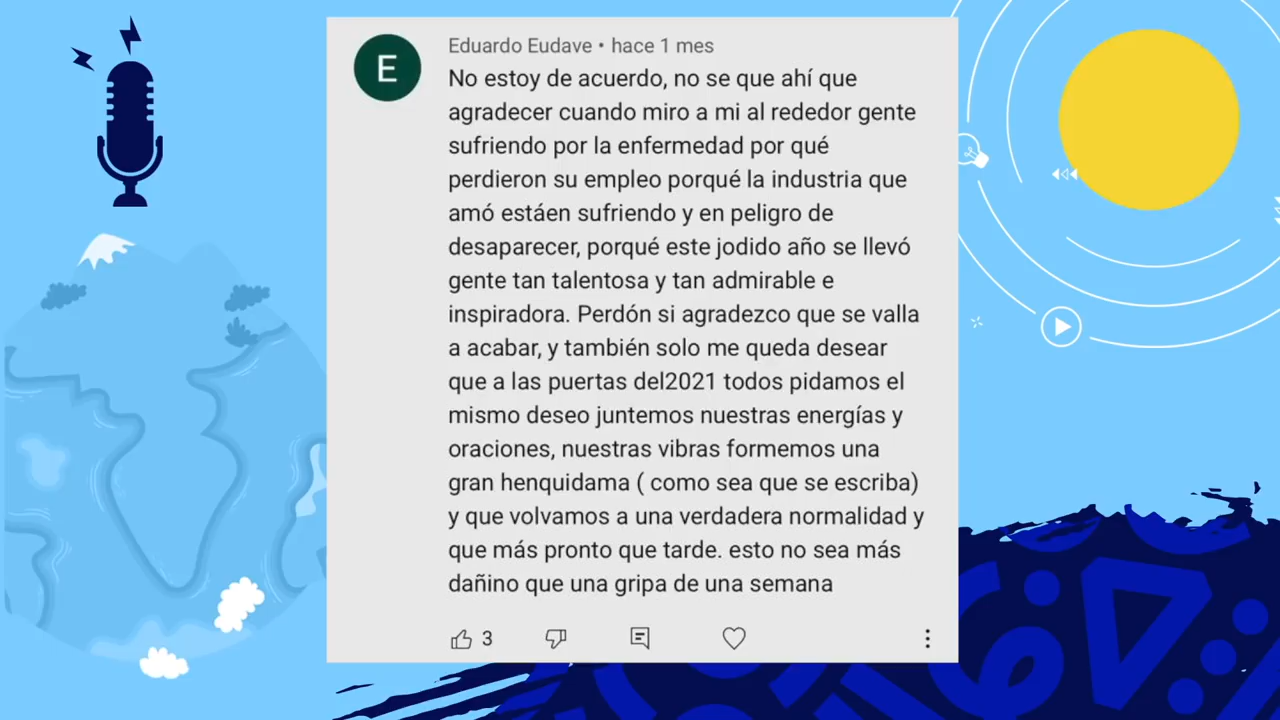 E
Eduardo Eudave • hace 1 mes
No estoy de acuerdo, no se que ahí que
agradecer cuando miro a mi al rededor gente
sufriendo por la enfermedad por qué
perdieron su empleo porqué la industria que
amó estáen sufriendo y en peligro de
desaparecer, porqué este jodido año se llevó
gente tan talentosa y tan admirable e
inspiradora. Perdón si agradezco que se valla
a acabar, y también solo me queda desear
que a las puertas del2021 todos pidamos el
mismo deseo juntemos nuestras energías y
oraciones, nuestras vibras formemos una
gran henquidama ( como sea que se escriba)
y que volvamos a una verdadera normalidad y
que más pronto que tarde. esto no sea más
dañino que una gripa de una semana
3